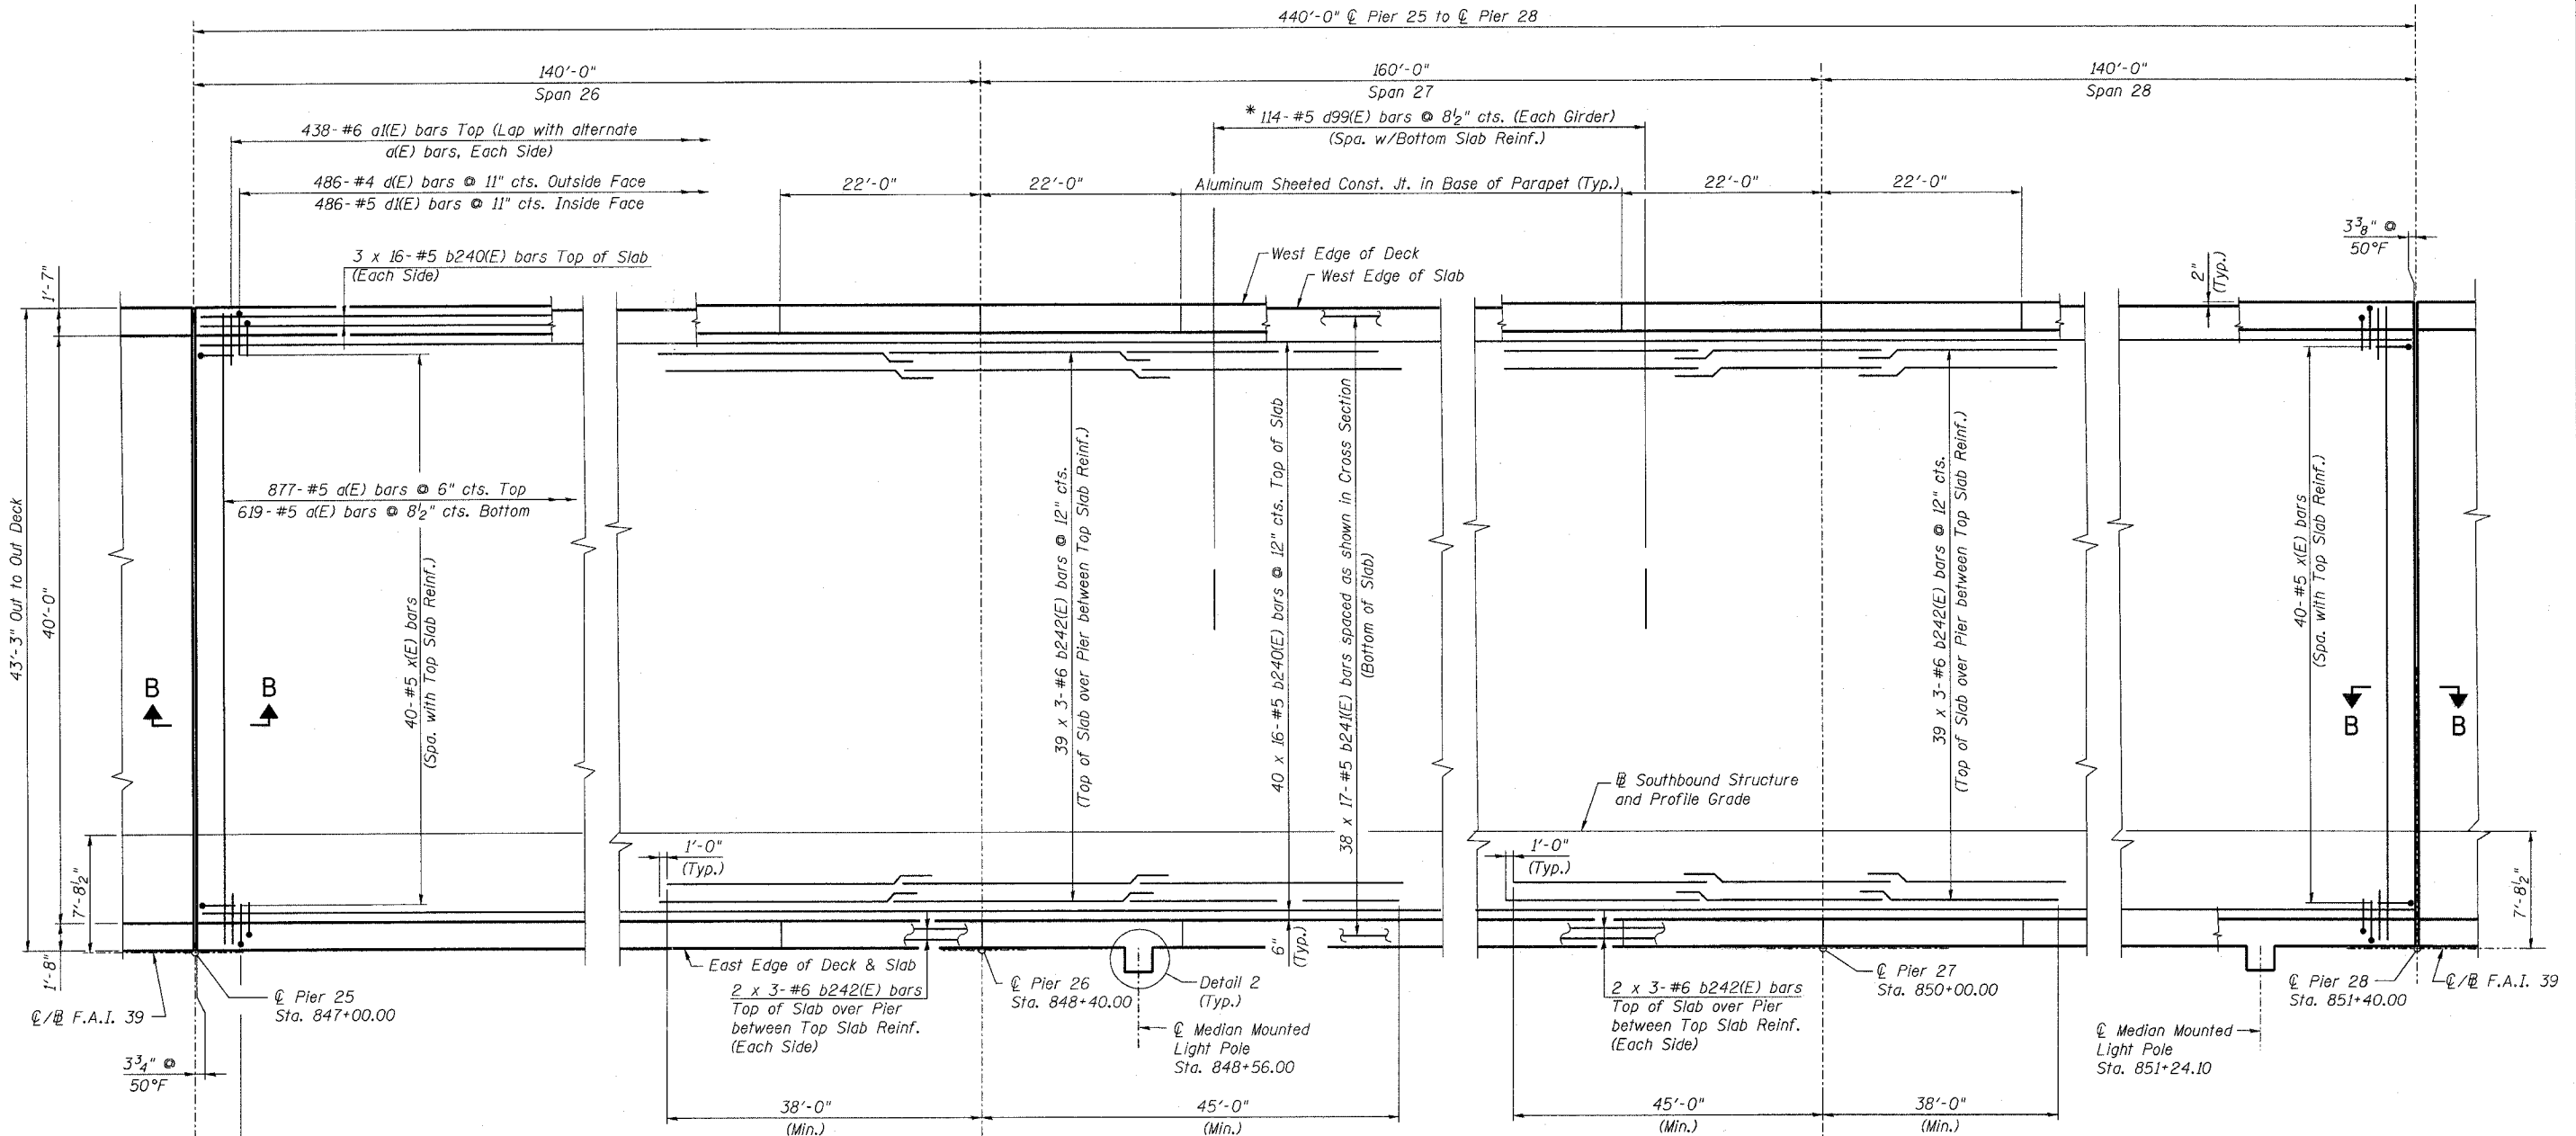 440'-0" ℄ Pier 25 to ℄ Pier 28
140'-0"
Span 26
160'-0"
Span 27
140'-0"
Span 28
438-#6 a1(E) bars Top (Lap with alternate
a(E) bars, Each Side)
* 114-#5 d99(E) bars @ 8½" cts. (Each Girder)
(Spa. w/Bottom Slab Reinf.)
486-#4 d(E) bars @ 11" cts. Outside Face
486-#5 d1(E) bars @ 11" cts. Inside Face
22'-0"
22'-0"
Aluminum Sheeted Const. Jt. in Base of Parapet (Typ.)
22'-0"
22'-0"
3⅜" @
50°F
3 x 16-#5 b240(E) bars Top of Slab
(Each Side)
West Edge of Deck
West Edge of Slab
2"
(Typ.)
1'-7"
43'-3" Out to Out Deck
40'-0"
877-#5 a(E) bars @ 6" cts. Top
619-#5 a(E) bars @ 8½" cts. Bottom
40-#5 x(E) bars
(Spa. with Top Slab Reinf.)
39 x 3-#6 b242(E) bars @ 12" cts.
(Top of Slab over Pier between Top Slab Reinf.)
40 x 16-#5 b240(E) bars @ 12" cts. Top of Slab
38 x 17-#5 b241(E) bars spaced as shown in Cross Section
(Bottom of Slab)
39 x 3-#6 b242(E) bars @ 12" cts.
(Top of Slab over Pier between Top Slab Reinf.)
40-#5 x(E) bars
(Spa. with Top Slab Reinf.)
B
B
B
B
℄ Southbound Structure
and Profile Grade
1'-0"
(Typ.)
1'-0"
(Typ.)
7'-8½"
7'-8½"
1'-8"
6"
(Typ.)
East Edge of Deck & Slab
℄/℄ F.A.I. 39
℄ Pier 25
Sta. 847+00.00
2 x 3-#6 b242(E) bars
Top of Slab over Pier
between Top Slab Reinf.
(Each Side)
℄ Pier 26
Sta. 848+40.00
Detail 2
(Typ.)
℄ Median Mounted
Light Pole
Sta. 848+56.00
2 x 3-#6 b242(E) bars
Top of Slab over Pier
between Top Slab Reinf.
(Each Side)
℄ Pier 27
Sta. 850+00.00
℄ Median Mounted
Light Pole
Sta. 851+24.10
℄ Pier 28
Sta. 851+40.00
℄/℄ F.A.I. 39
3¾" @
50°F
38'-0"
(Min.)
45'-0"
(Min.)
45'-0"
(Min.)
38'-0"
(Min.)